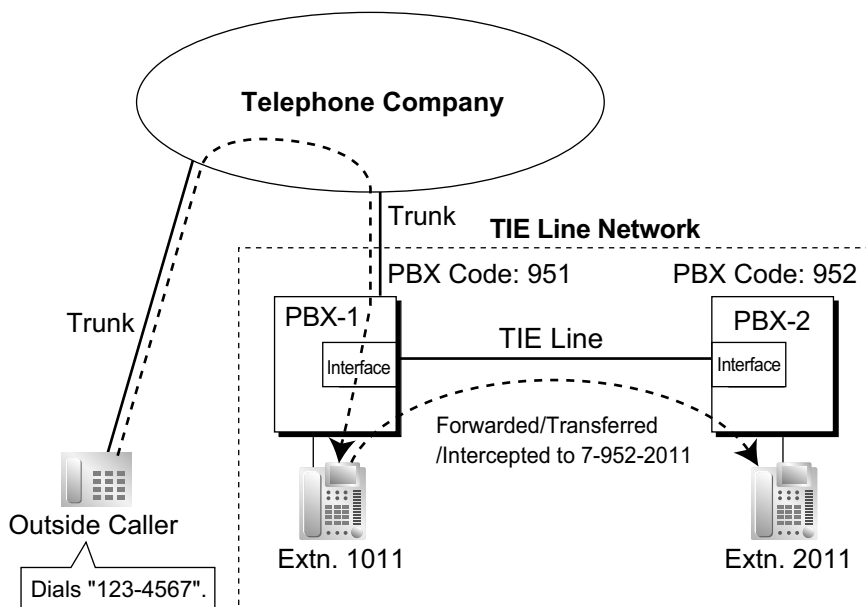 Telephone Company
Trunk
TIE Line Network
PBX Code: 951
PBX Code: 952
Trunk
PBX-1
PBX-2
TIE Line
Interface
Interface
Forwarded/Transferred
/Intercepted to 7-952-2011
Outside Caller
Extn. 1011
Extn. 2011
Dials "123-4567".